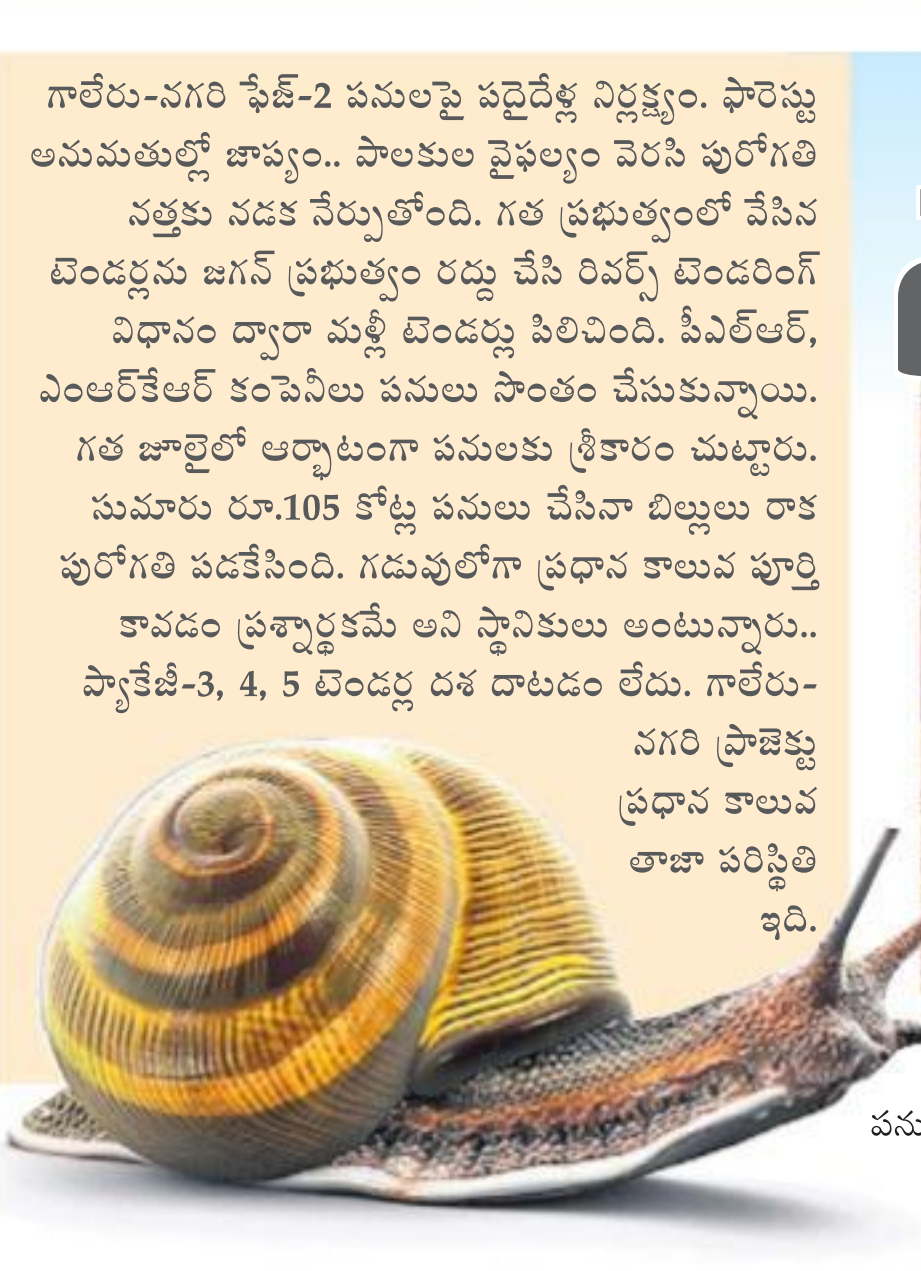 గాలేరు-నగరి ఫేజ్-2 పనులపై పదైదేళ్ల నిర్లక్ష్యం. ఫారెస్టు
అనుమతుల్లో జాప్యం.. పాలకుల వైఫల్యం వెరసి పురోగతి
నత్తకు నడక నేర్పుతోంది. గత ప్రభుత్వంలో వేసిన
టెండర్లను జగన్ ప్రభుత్వం రద్దు చేసి రివర్స్ టెండరింగ్
విధానం ద్వారా మళ్లీ టెండర్లు పిలిచింది. పీఎల్ఆర్,
ఎంఆర్‌కేఆర్ కంపెనీలు పనులు సొంతం చేసుకున్నాయి.
గత జూలైలో ఆర్భాటంగా పనులకు శ్రీకారం చుట్టారు.
సుమారు రూ.105 కోట్ల పనులు చేసినా బిల్లులు రాక
పురోగతి పడకేసింది. గడువులోగా ప్రధాన కాలువ పూర్తి
కావడం ప్రశ్నార్థకమే అని స్థానికులు అంటున్నారు..
ప్యాకేజీ-3, 4, 5 టెండర్ల దశ దాటడం లేదు. గాలేరు-
నగరి ప్రాజెక్టు
ప్రధాన కాలువ
తాజా పరిస్థితి
ఇది.
పను